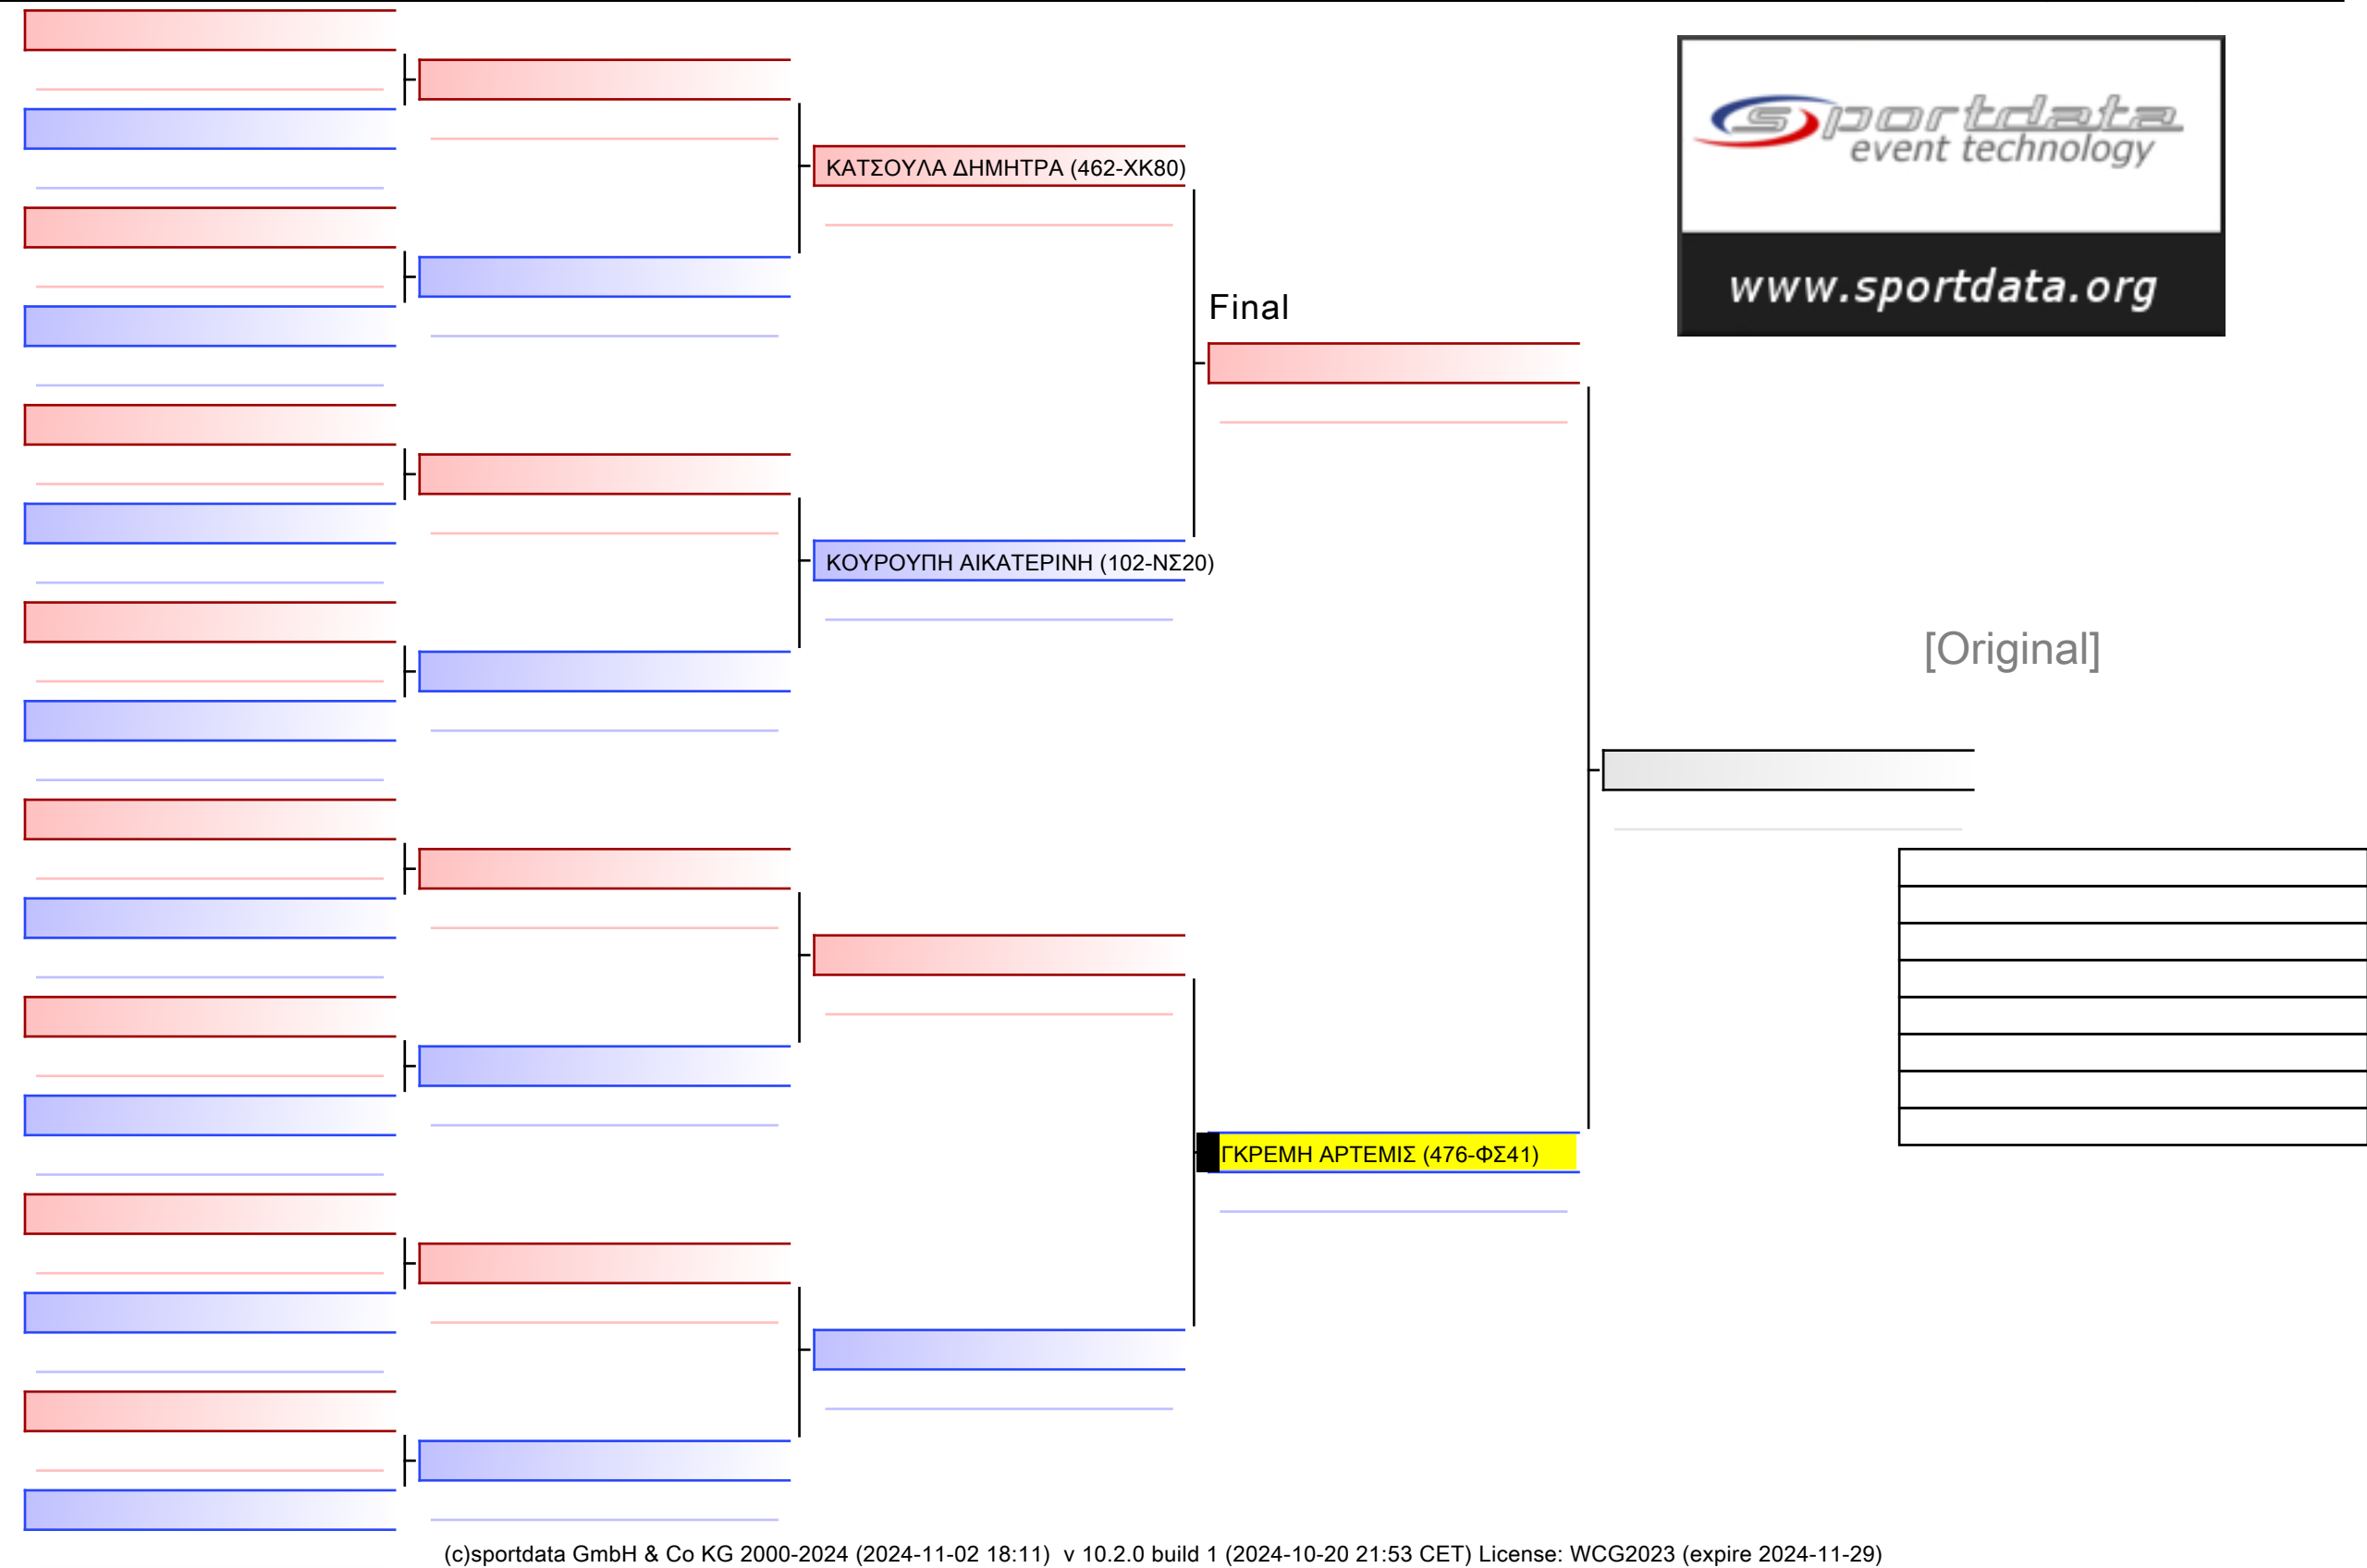 sportdata
event technology
www.sportdata.org
ΚΑΤΣΟΥΛΑ ΔΗΜΗΤΡΑ (462-ΧΚ80)
Final
ΚΟΥΡΟΥΠΗ ΑΙΚΑΤΕΡΙΝΗ (102-ΝΣ20)
[Original]
ΓΚΡΕΜΗ ΑΡΤΕΜΙΣ (476-ΦΣ41)
(c)sportdata GmbH & Co KG 2000-2024 (2024-11-02 18:11) v 10.2.0 build 1 (2024-10-20 21:53 CET) License: WCG2023 (expire 2024-11-29)